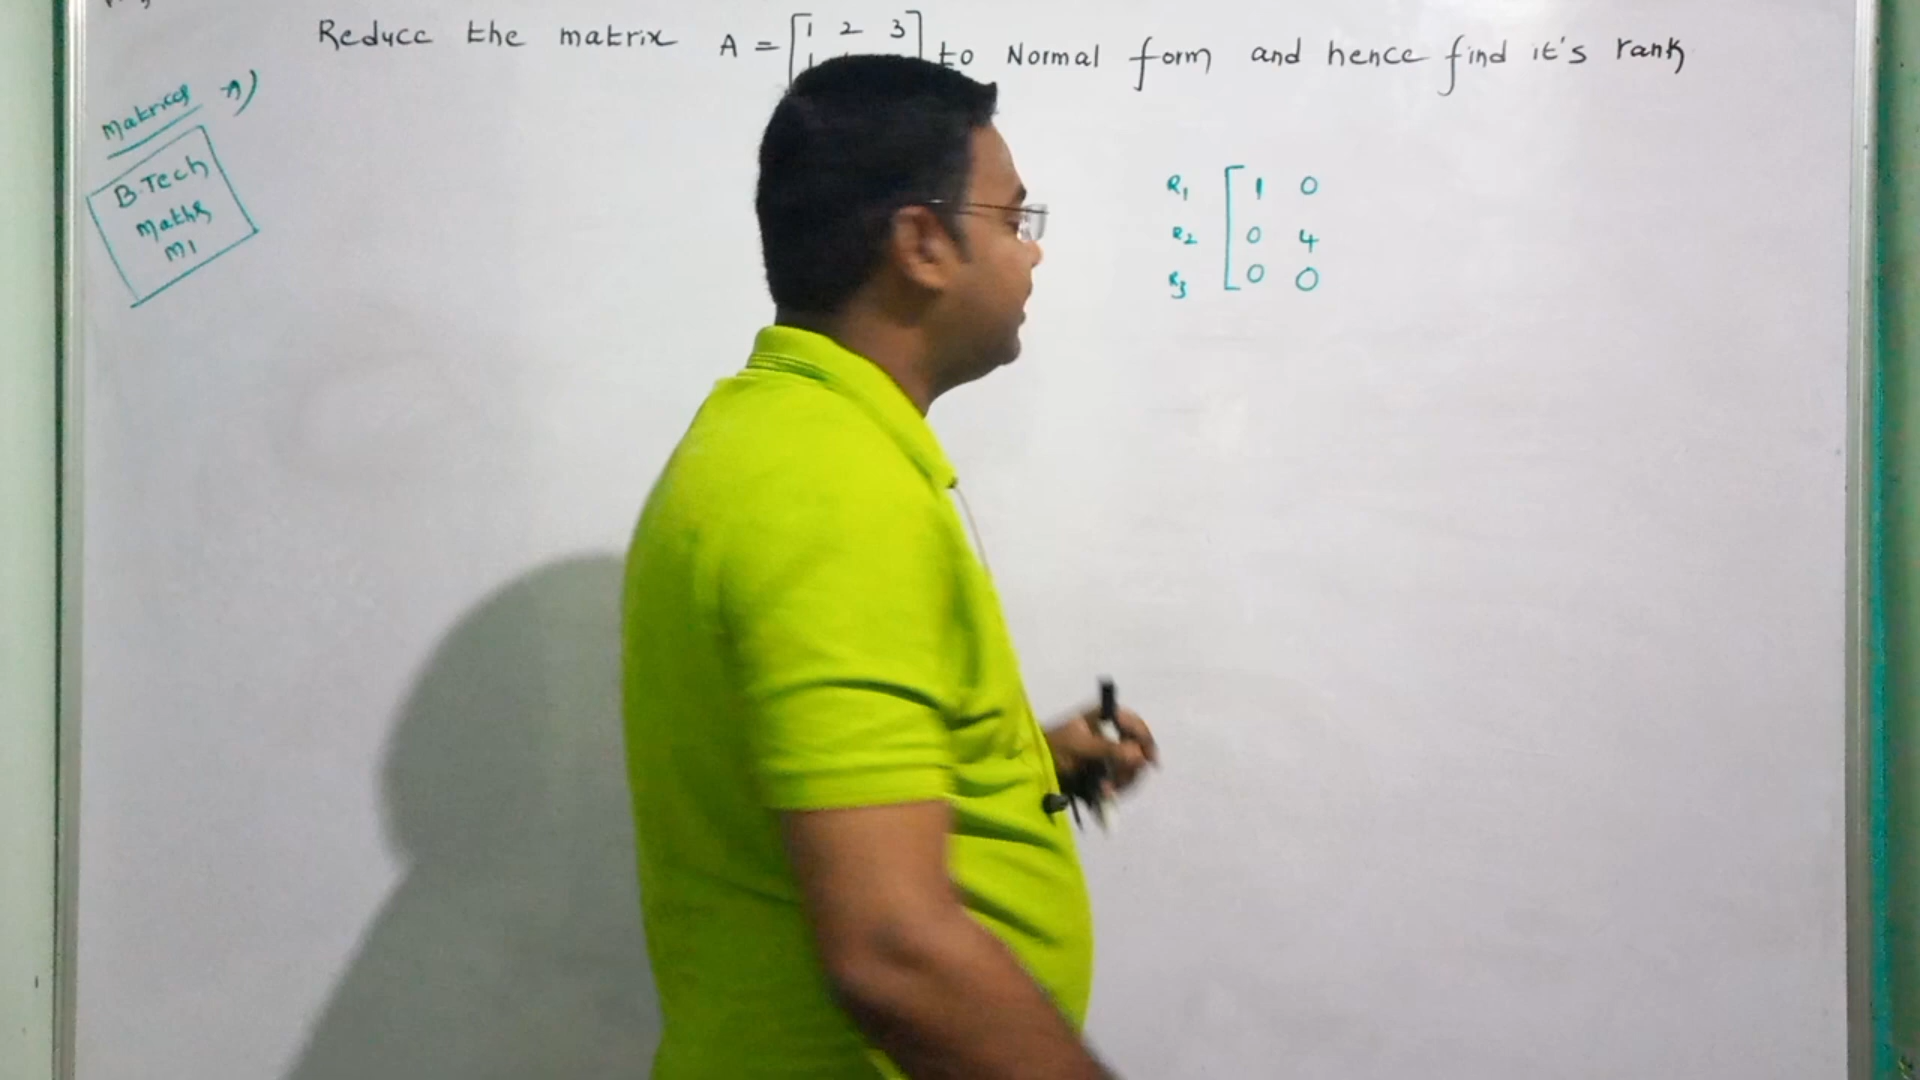 Reduce the matrix A = [1 2 3] to Normal form and hence find it's rank
Matrices
B.Tech
Maths
M1
R1 [1 0
R2 0 4
R3 0 0